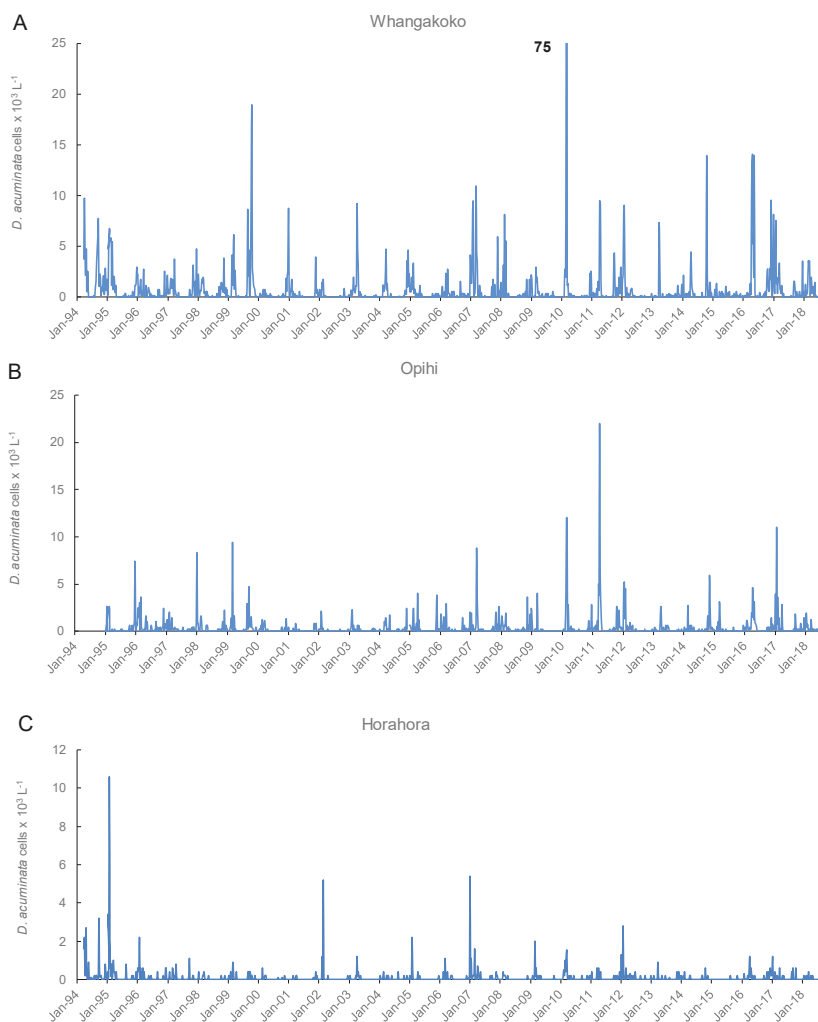 A
Whangakoko
75
25
20
15
10
5
0
D. acuminata cells x 10³ L⁻¹
Jan-94 Jan-95 Jan-96 Jan-97 Jan-98 Jan-99 Jan-00 Jan-01 Jan-02 Jan-03 Jan-04 Jan-05 Jan-06 Jan-07 Jan-08 Jan-09 Jan-10 Jan-11 Jan-12 Jan-13 Jan-14 Jan-15 Jan-16 Jan-17 Jan-18
B
Opihi
25
20
15
10
5
0
D. acuminata cells x 10³ L⁻¹
Jan-94 Jan-95 Jan-96 Jan-97 Jan-98 Jan-99 Jan-00 Jan-01 Jan-02 Jan-03 Jan-04 Jan-05 Jan-06 Jan-07 Jan-08 Jan-09 Jan-10 Jan-11 Jan-12 Jan-13 Jan-14 Jan-15 Jan-16 Jan-17 Jan-18
C
Horahora
12
10
8
6
4
2
0
D. acuminata cells x 10³ L⁻¹
Jan-94 Jan-95 Jan-96 Jan-97 Jan-98 Jan-99 Jan-00 Jan-01 Jan-02 Jan-03 Jan-04 Jan-05 Jan-06 Jan-07 Jan-08 Jan-09 Jan-10 Jan-11 Jan-12 Jan-13 Jan-14 Jan-15 Jan-16 Jan-17 Jan-18